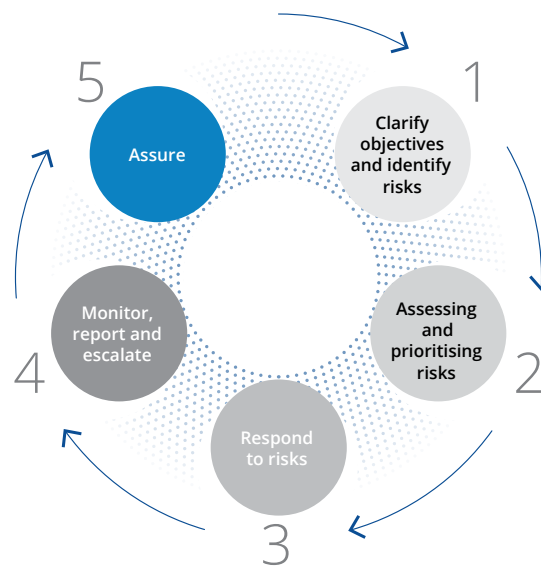 1
Clarify
objectives
and identify
risks
2
Assessing
and
prioritising
risks
3
Respond
to risks
4
Monitor,
report and
escalate
5
Assure